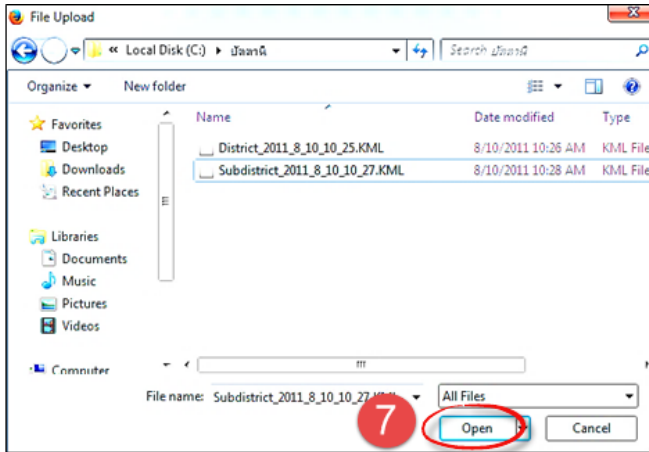 File Upload
« Local Disk (C:) ▸ ปัตตานี
Search ปัตตานี
Organize ▾ New folder
Name Date modified Type
Favorites
Desktop
Downloads
Recent Places
Libraries
Documents
Music
Pictures
Videos
Computer
District_2011_8_10_10_25.KML 8/10/2011 10:26 AM KML File
Subdistrict_2011_8_10_10_27.KML 8/10/2011 10:28 AM KML File
File name: Subdistrict_2011_8_10_10_27.KML All Files
7 Open Cancel